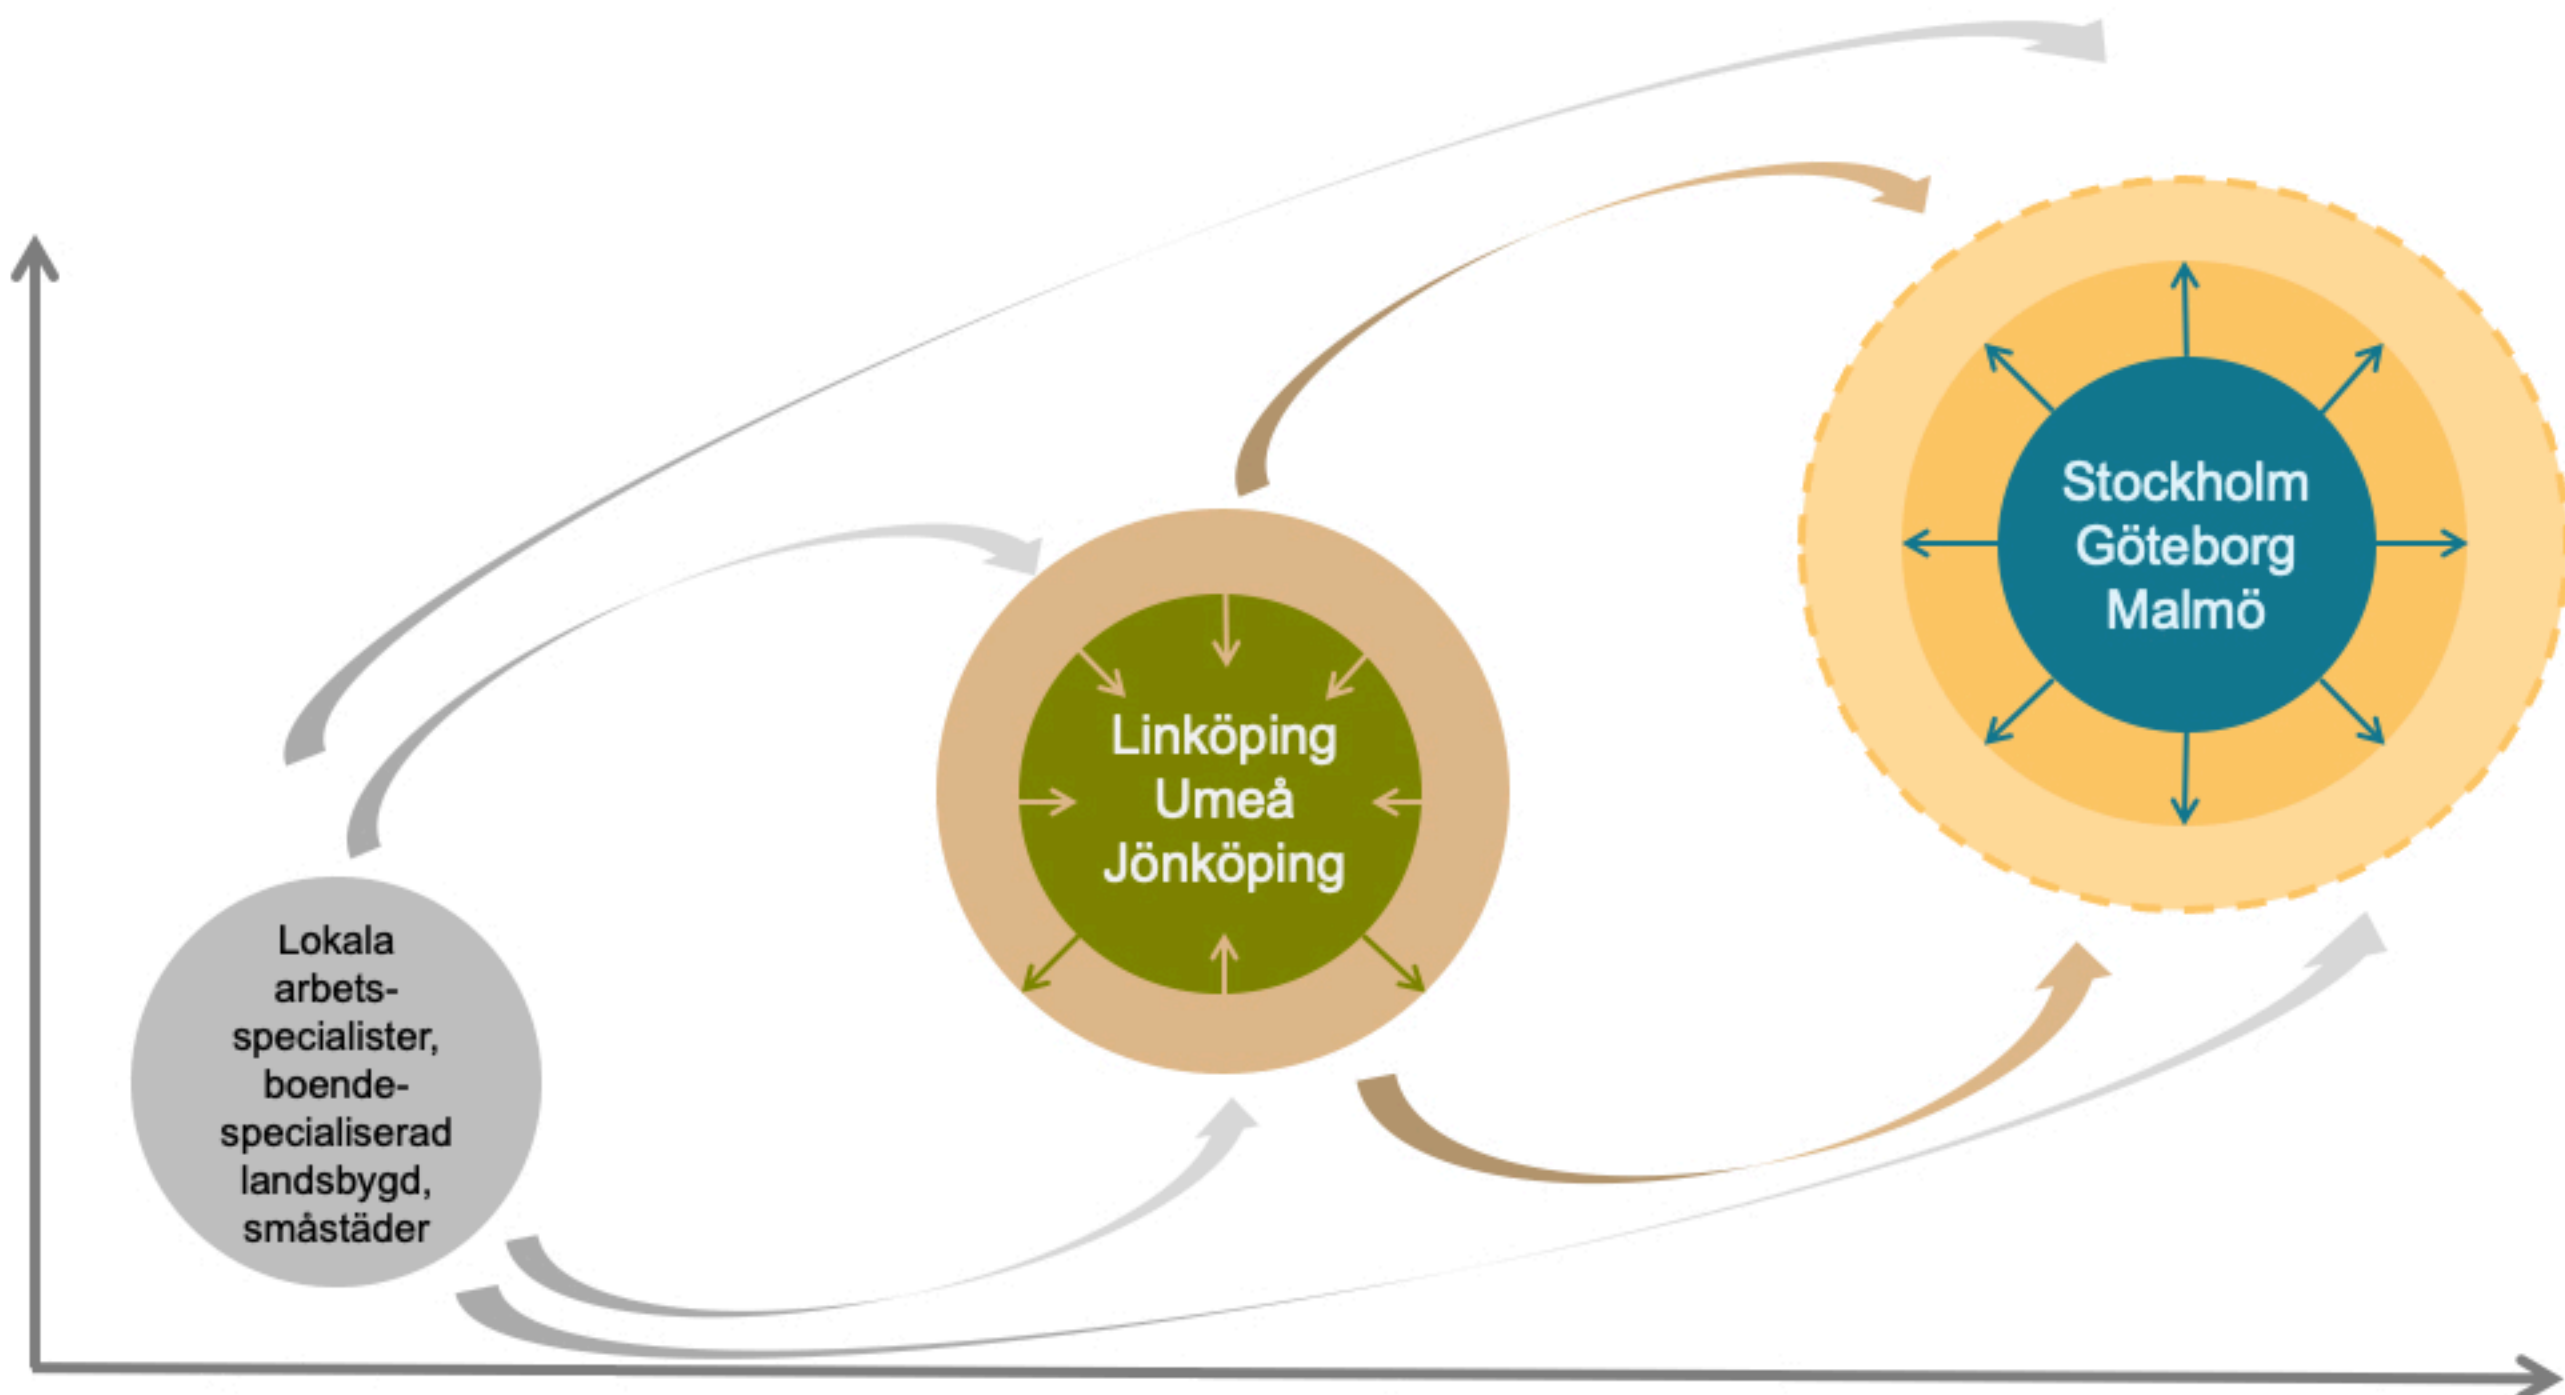 Lokala
arbets-
specialister,
boende-
specialiserad
landsbygd,
småstäder
Linköping
Umeå
Jönköping
Stockholm
Göteborg
Malmö